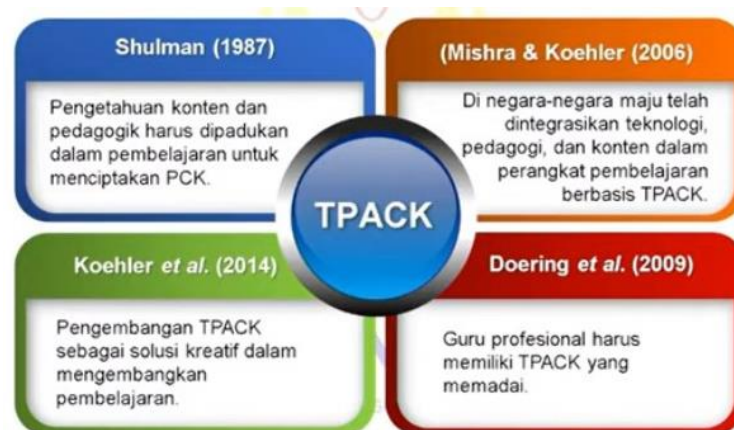 Shulman (1987)
Pengetahuan konten dan
pedagogik harus dipadukan
dalam pembelajaran untuk
menciptakan PCK.
(Mishra & Koehler (2006)
Di negara-negara maju telah
dintegrasikan teknologi,
pedagogi, dan konten dalam
perangkat pembelajaran
berbasis TPACK.
TPACK
Koehler et al. (2014)
Pengembangan TPACK
sebagai solusi kreatif dalam
mengembangkan
pembelajaran.
Doering et al. (2009)
Guru profesional harus
memiliki TPACK yang
memadai.